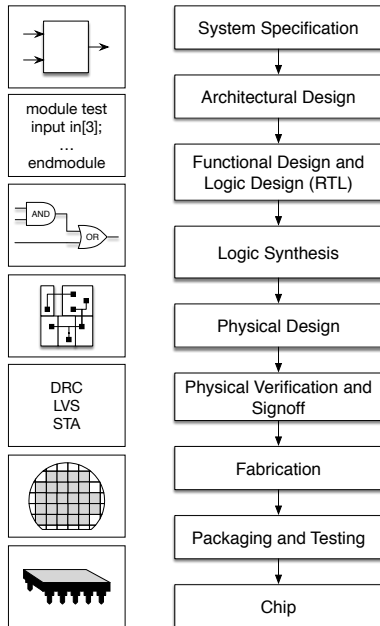 System Specification
Architectural Design
module test
input in[3];
...
endmodule
Functional Design and
Logic Design (RTL)
AND
OR
Logic Synthesis
Physical Design
DRC
LVS
STA
Physical Verification and
Signoff
Fabrication
Packaging and Testing
Chip